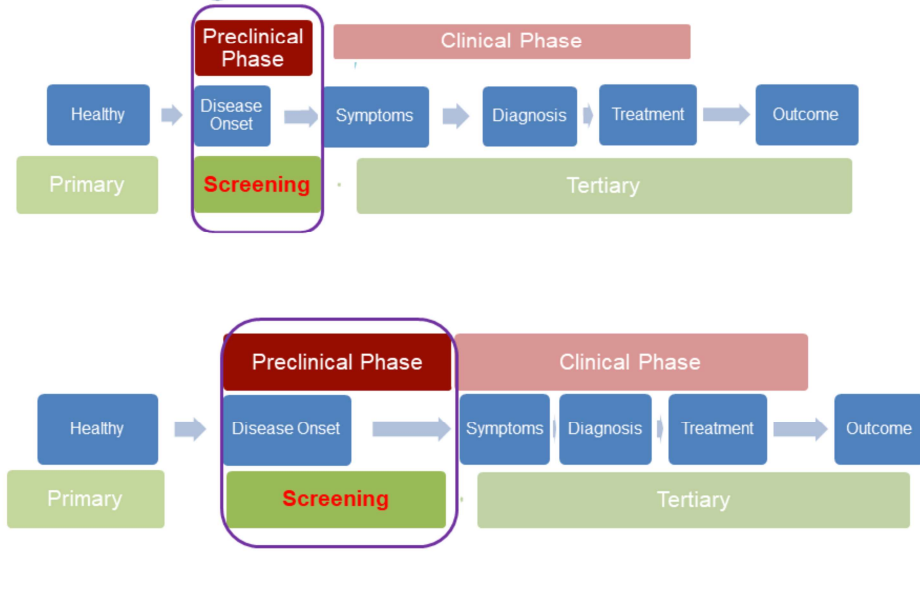 Preclinical
Phase
Clinical Phase
Healthy
Disease
Onset
Symptoms
Diagnosis
Treatment
Outcome
Primary
Screening
Tertiary
Preclinical Phase
Clinical Phase
Healthy
Disease Onset
Symptoms
Diagnosis
Treatment
Outcome
Primary
Screening
Tertiary